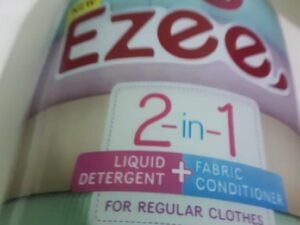 NEW
Ezee
2-in-1
LIQUID DETERGENT + FABRIC CONDITIONER
FOR REGULAR CLOTHES